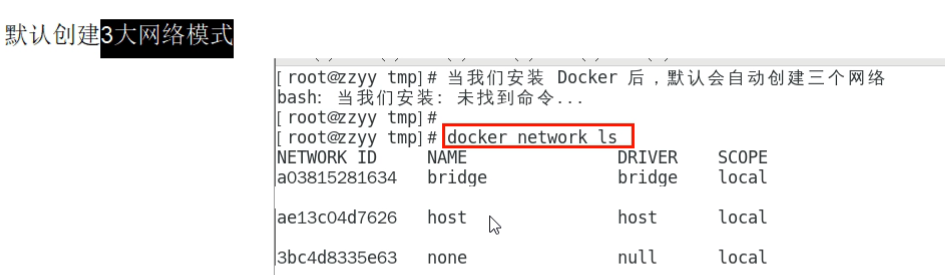 默认创建3大网络模式
[root@zzyy tmp]# 当我们安装 Docker 后，默认会自动创建三个网络
bash: 当我们安装: 未找到命令...
[root@zzyy tmp]#
[root@zzyy tmp]# docker network ls
NETWORK ID NAME DRIVER SCOPE
a03815281634 bridge bridge local
ae13c04d7626 host host local
3bc4d8335e63 none null local